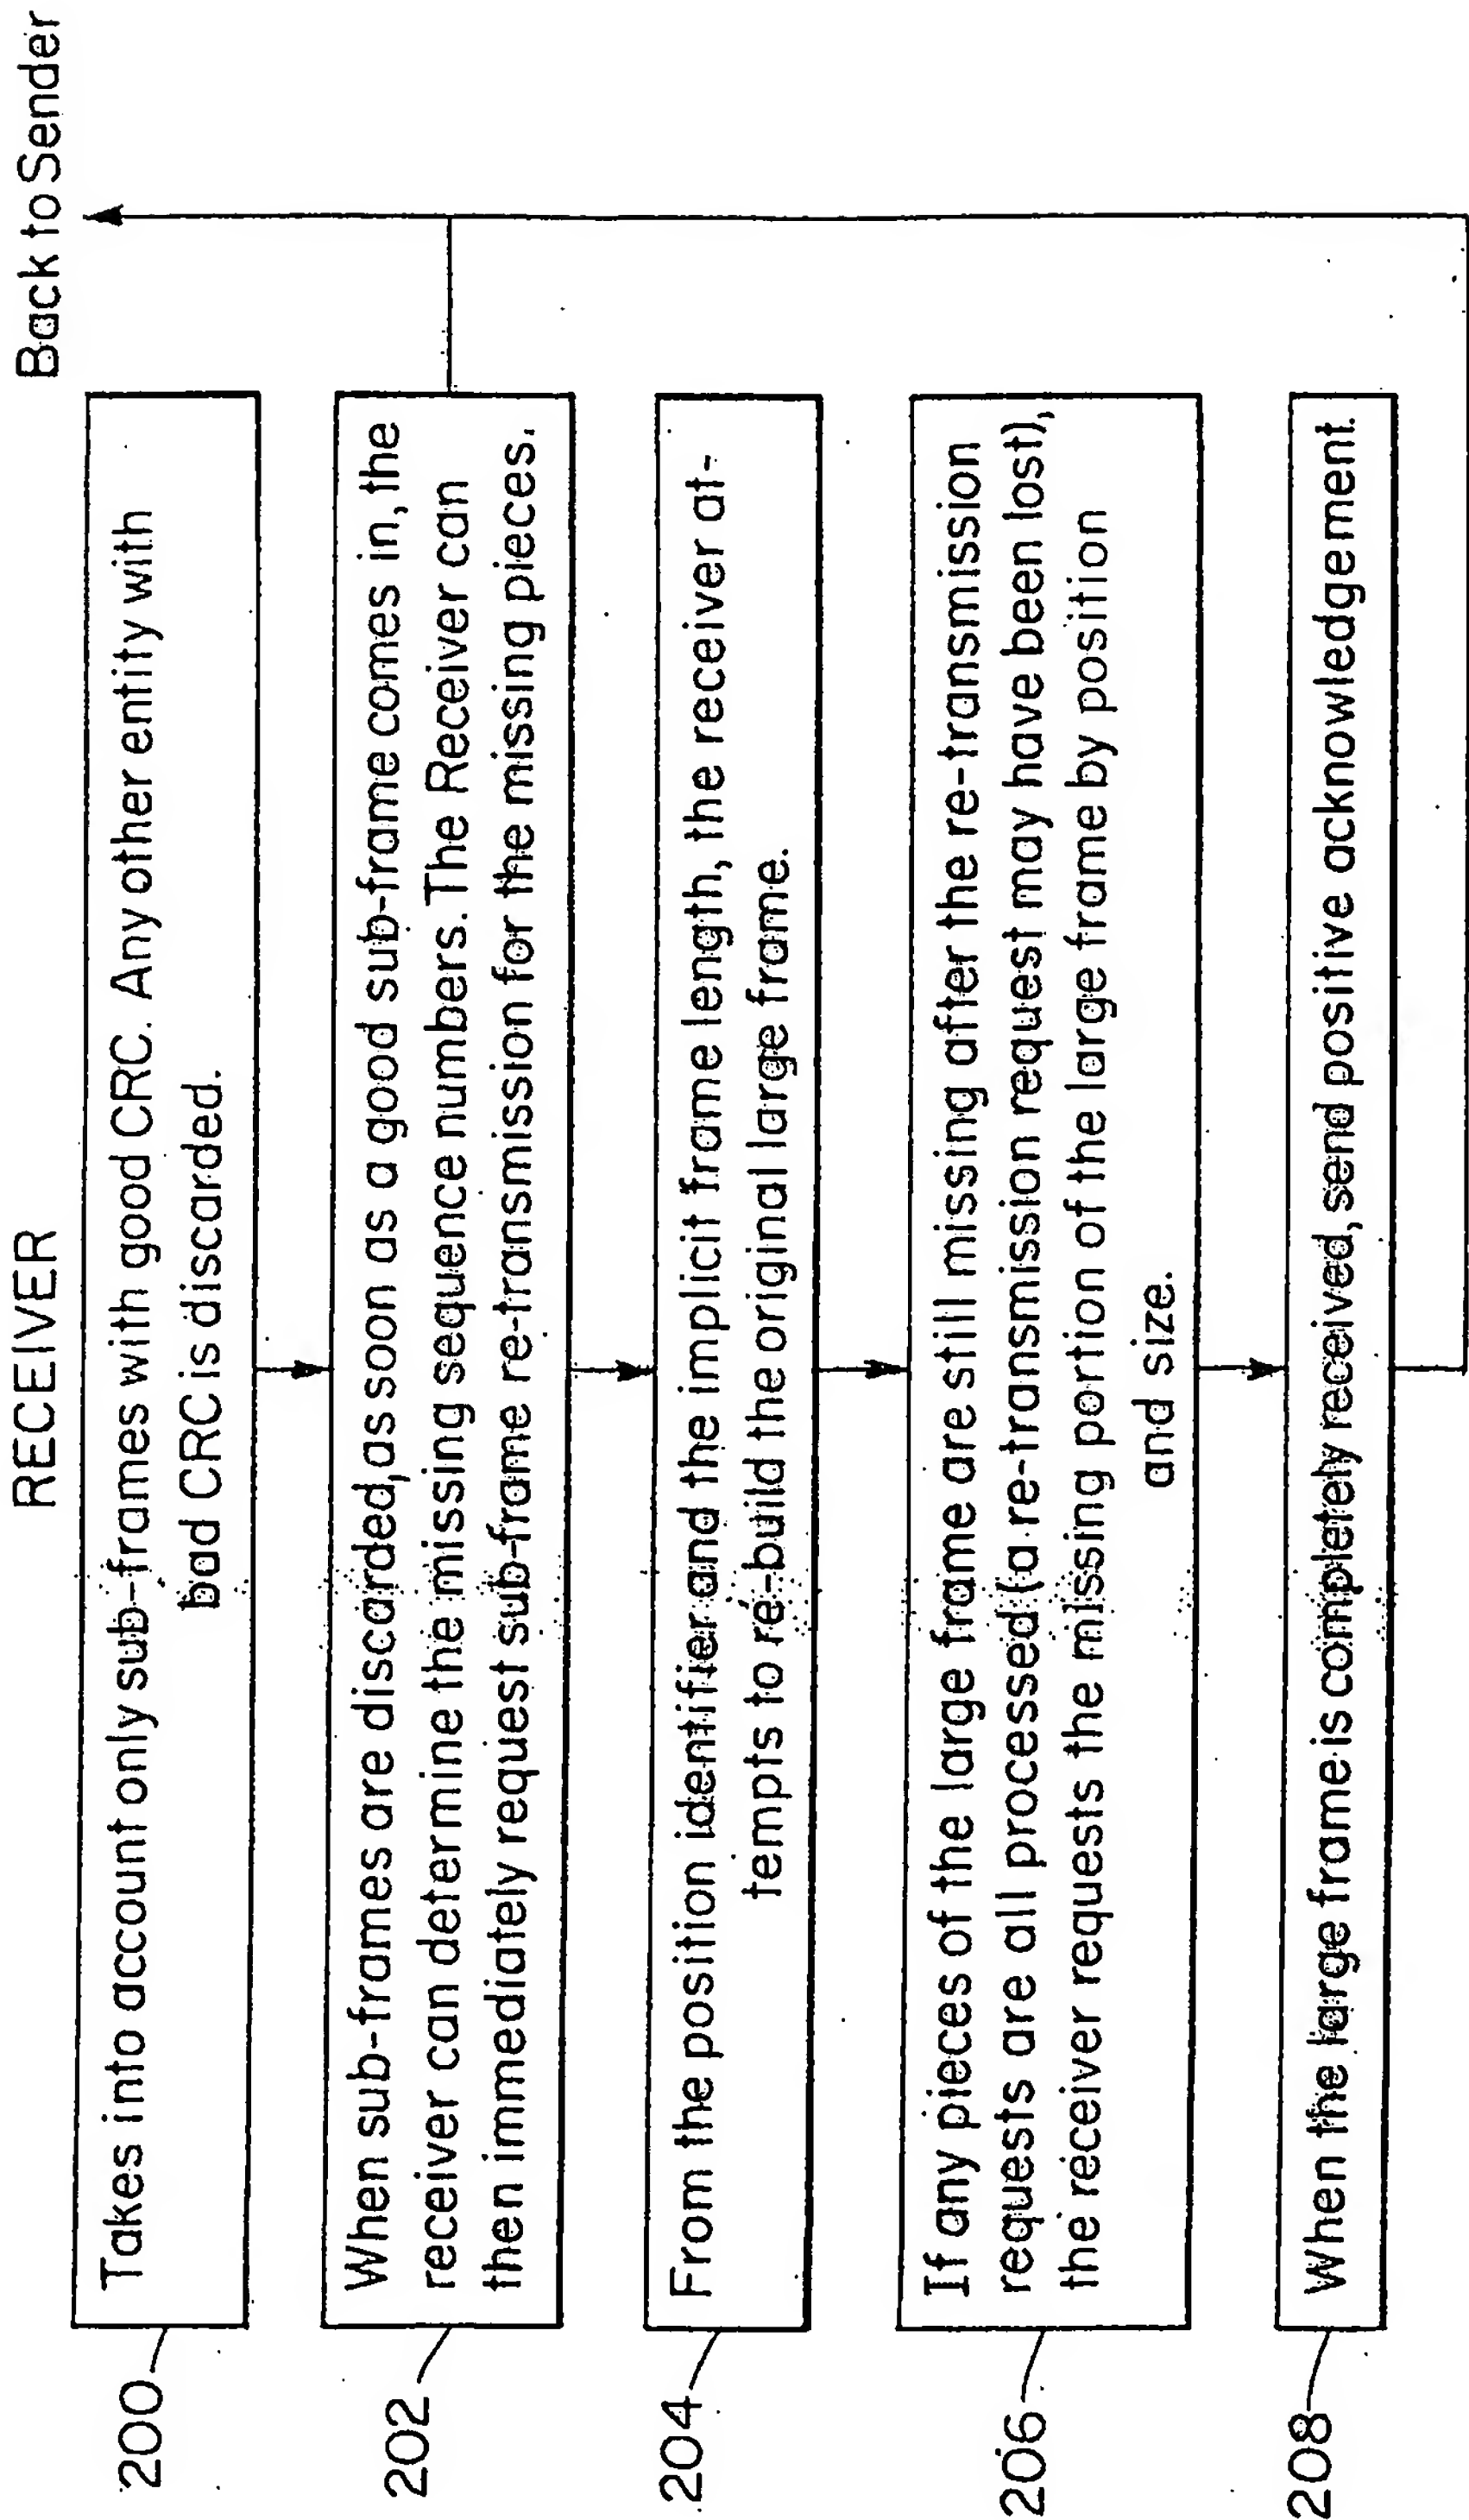 RECEIVER
Back to Sender
200
Takes into account only sub-frames with good CRC. Any other entity with
bad CRC is discarded.
202
When sub-frames are discarded, as soon as a good sub-frame comes in, the
receiver can determine the missing sequence numbers. The Receiver can
then immediately request sub-frame re-transmission for the missing pieces.
204
From the position identifier and the implicit frame length, the receiver at-
tempts to re-build the original large frame.
206
If any pieces of the large frame are still missing after the re-transmission
requests are all processed (a re-transmission request may have been lost),
the receiver requests the missing portion of the large frame by position
and size.
208
When the large frame is completely received, send positive acknowledgement.